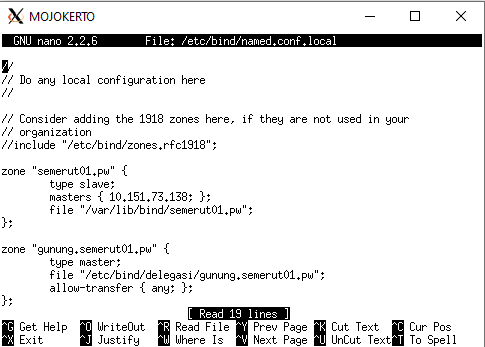 MOJOKERTO
GNU nano 2.2.6 File: /etc/bind/named.conf.local
//
// Do any local configuration here
//
// Consider adding the 1918 zones here, if they are not used in your
// organization
//include "/etc/bind/zones.rfc1918";
zone "semerut01.pw" {
type slave;
masters { 10.151.73.138; };
file "/var/lib/bind/semerut01.pw";
};
zone "gunung.semerut01.pw" {
type master;
file "/etc/bind/delegasi/gunung.semerut01.pw";
allow-transfer { any; };
};
[ Read 19 lines ]
^G Get Help ^O WriteOut ^R Read File ^Y Prev Page ^K Cut Text ^C Cur Pos
^X Exit ^J Justify ^W Where Is ^V Next Page ^U UnCut Text ^T To Spell